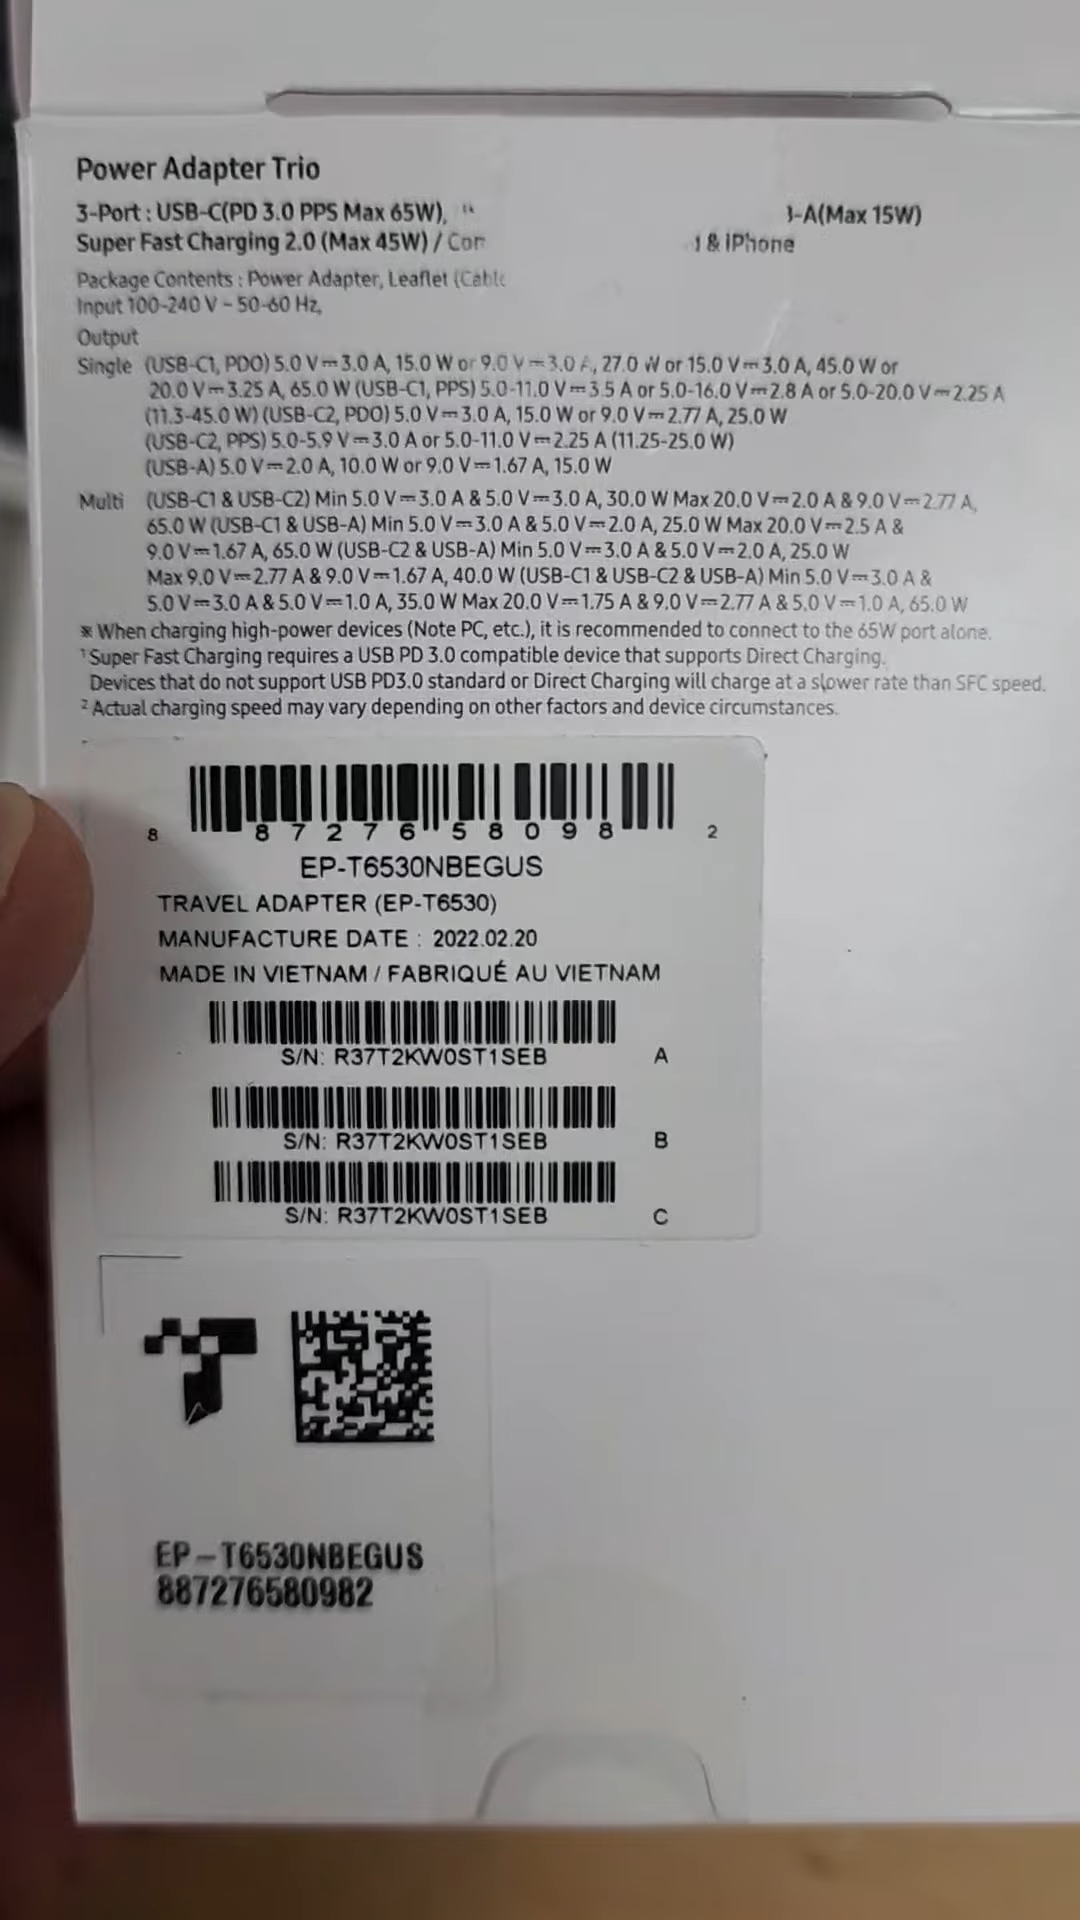 Power Adapter Trio
3-Port : USB-C(PD 3.0 PPS Max 65W), -A(Max 15W)
Super Fast Charging 2.0 (Max 45W) / & iPhone
Package Contents : Power Adapter, Leaflet
Input 100-240 V ~ 50-60 Hz,
Output
Single (USB-C1, PDO) 5.0 V⎓3.0 A, 15.0 W or 9.0 V⎓3.0 A, 27.0 W or 15.0 V⎓3.0 A, 45.0 W or
20.0 V⎓3.25 A, 65.0 W (USB-C1, PPS) 5.0-11.0 V⎓3.5 A or 5.0-16.0 V⎓2.8 A or 5.0-20.0 V⎓2.25 A
(11.3-45.0 W) (USB-C2, PDO) 5.0 V⎓3.0 A, 15.0 W or 9.0 V⎓2.77 A, 25.0 W
(USB-C2, PPS) 5.0-5.9 V⎓3.0 A or 5.0-11.0 V⎓2.25 A (11.25-25.0 W)
(USB-A) 5.0 V⎓2.0 A, 10.0 W or 9.0 V⎓1.67 A, 15.0 W
Multi (USB-C1 & USB-C2) Min 5.0 V⎓3.0 A & 5.0 V⎓3.0 A, 30.0 W Max 20.0 V⎓2.0 A & 9.0 V⎓2.77 A,
65.0 W (USB-C1 & USB-A) Min 5.0 V⎓3.0 A & 5.0 V⎓2.0 A, 25.0 W Max 20.0 V⎓2.5 A &
9.0 V⎓1.67 A, 65.0 W (USB-C2 & USB-A) Min 5.0 V⎓3.0 A & 5.0 V⎓2.0 A, 25.0 W
Max 9.0 V⎓2.77 A & 9.0 V⎓1.67 A, 40.0 W (USB-C1 & USB-C2 & USB-A) Min 5.0 V⎓3.0 A &
5.0 V⎓3.0 A & 5.0 V⎓1.0 A, 35.0 W Max 20.0 V⎓1.75 A & 9.0 V⎓2.77 A & 5.0 V⎓1.0 A, 65.0 W
※ When charging high-power devices (Note PC, etc.), it is recommended to connect to the 65W port alone.
¹ Super Fast Charging requires a USB PD 3.0 compatible device that supports Direct Charging.
Devices that do not support USB PD3.0 standard or Direct Charging will charge at a slower rate than SFC speed.
² Actual charging speed may vary depending on other factors and device circumstances.
8 87276 58098 2
EP-T6530NBEGUS
TRAVEL ADAPTER (EP-T6530)
MANUFACTURE DATE : 2022.02.20
MADE IN VIETNAM / FABRIQUÉ AU VIETNAM
S/N: R37T2KW0ST1SEB A
S/N: R37T2KW0ST1SEB B
S/N: R37T2KW0ST1SEB C
EP-T6530NBEGUS
887276580982